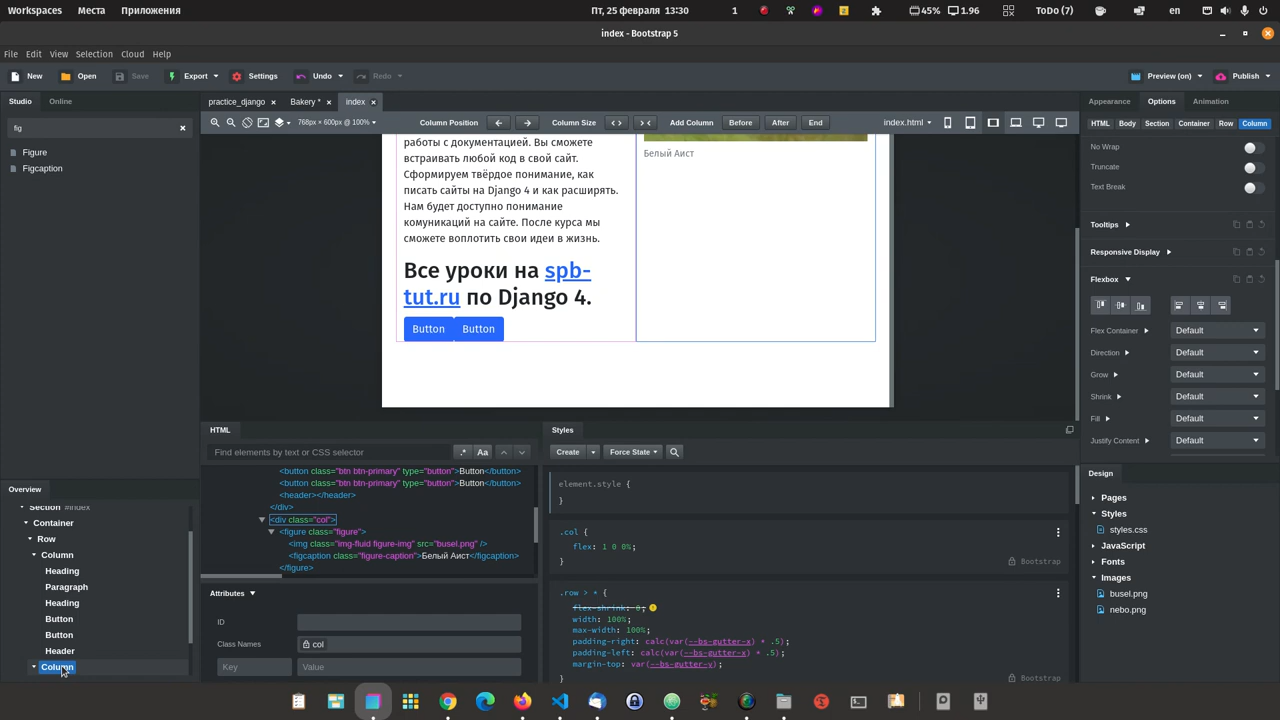 Workspaces Места Приложения Пт, 25 февраля 13:30 1 45% 1.96 ToDo (7) en
index - Bootstrap 5
File Edit View Selection Cloud Help
New Open Save Export Settings Undo Redo Preview (on) Publish
Studio Online practice_django × Bakery * × index × Appearance Options Animation
768px × 600px @ 100% Column Position Column Size Add Column Before After End index.html HTML Body Section Container Row Column
fig
Figure
Figcaption
работы с документацией. Вы сможете
встраивать любой код в свой сайт.
Сформируем твёрдое понимание, как
писать сайты на Django 4 и как расширять.
Нам будет доступно понимание
комуникаций на сайте. После курса мы
сможете воплотить свои идеи в жизнь.
Все уроки на spb-
tut.ru по Django 4.
Button Button
Белый Аист
No Wrap
Truncate
Text Break
Tooltips
Responsive Display
Flexbox
Flex Container Default
Direction Default
Grow Default
Shrink Default
Fill Default
Justify Content Default
HTML
Find elements by text or CSS selector .* Aa
<button class="btn btn-primary" type="button">Button</button>
<button class="btn btn-primary" type="button">Button</button>
<header></header>
</div>
<div class="col">
<figure class="figure">
<img class="img-fluid figure-img" src="busel.png" />
<figcaption class="figure-caption">Белый Аист</figcaption>
</figure>
Attributes
ID
Class Names col
Key Value
Styles
Create Force State
element.style {
}
.col {
flex: 1 0 0%;
} Bootstrap
.row > * {
flex-shrink: 0;
width: 100%;
max-width: 100%;
padding-right: calc(var(--bs-gutter-x) * .5);
padding-left: calc(var(--bs-gutter-x) * .5);
margin-top: var(--bs-gutter-y);
} Bootstrap
Overview
Section #index
Container
Row
Column
Heading
Paragraph
Heading
Button
Button
Header
Column
Design
Pages
Styles
styles.css
JavaScript
Fonts
Images
busel.png
nebo.png